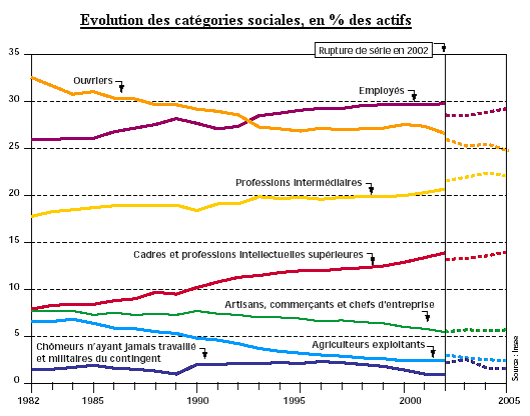 Evolution des catégories sociales, en % des actifs
35
Rupture de série en 2002
Ouvriers
Employés
30
25
Professions intermédiaires
20
15
Cadres et professions intellectuelles supérieures
10
Artisans, commerçants et chefs d'entreprise
5
Chômeurs n'ayant jamais travaillé
et militaires du contingent
Agriculteurs exploitants
0
1982 1985 1990 1995 2000 2005
Source : Insee